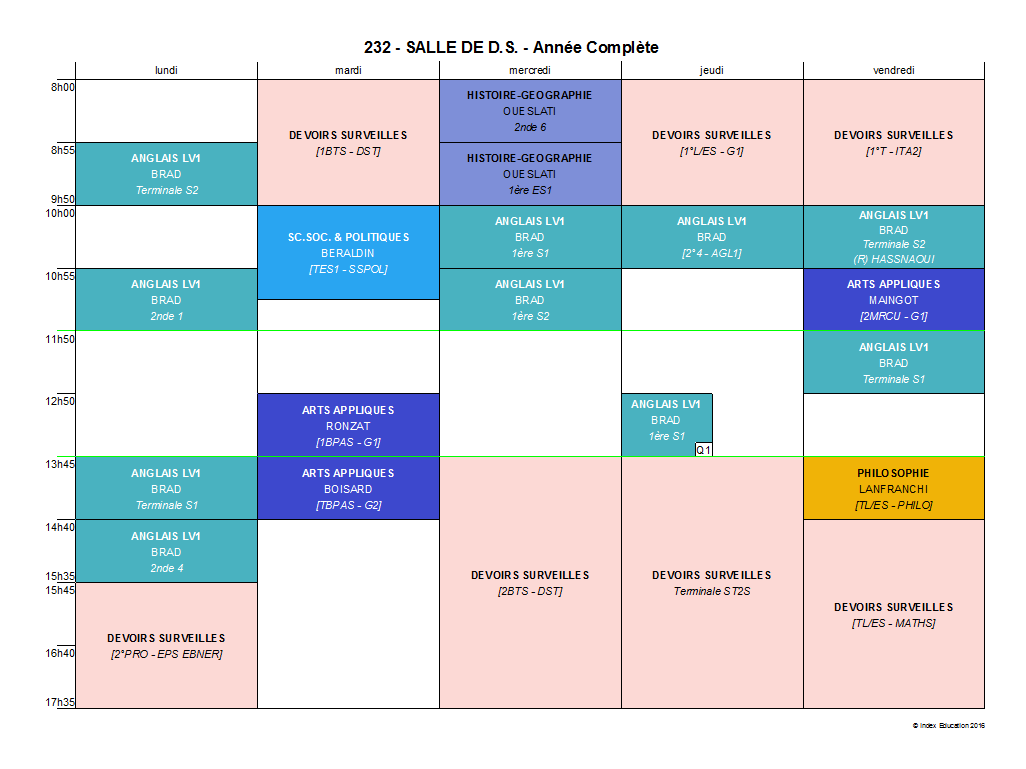 232 - SALLE DE D.S. - Année Complète
lundi
mardi
mercredi
jeudi
vendredi
8h00
8h55
9h50
10h00
10h55
11h50
12h50
13h45
14h40
15h35
15h45
16h40
17h35
ANGLAIS LV1
BRAD
Terminale S2
ANGLAIS LV1
BRAD
2nde 1
ANGLAIS LV1
BRAD
Terminale S1
ANGLAIS LV1
BRAD
2nde 4
DEVOIRS SURVEILLES
[2°PRO - EPS EBNER]
DEVOIRS SURVEILLES
[1BTS - DST]
SC.SOC. & POLITIQUES
BERALDIN
[TES1 - SSPOL]
ARTS APPLIQUES
RONZAT
[1BPAS - G1]
ARTS APPLIQUES
BOISARD
[TBPAS - G2]
HISTOIRE-GEOGRAPHIE
OUESLATI
2nde 6
HISTOIRE-GEOGRAPHIE
OUESLATI
1ère ES1
ANGLAIS LV1
BRAD
1ère S1
ANGLAIS LV1
BRAD
1ère S2
DEVOIRS SURVEILLES
[2BTS - DST]
DEVOIRS SURVEILLES
[1°L/ES - G1]
ANGLAIS LV1
BRAD
[2°4 - AGL1]
ANGLAIS LV1
BRAD
1ère S1
Q1
DEVOIRS SURVEILLES
Terminale ST2S
DEVOIRS SURVEILLES
[1°T - ITA2]
ANGLAIS LV1
BRAD
Terminale S2
(R) HASSNAOUI
ARTS APPLIQUES
MAINGOT
[2MRCU - G1]
ANGLAIS LV1
BRAD
Terminale S1
PHILOSOPHIE
LANFRANCHI
[TL/ES - PHILO]
DEVOIRS SURVEILLES
[TL/ES - MATHS]
© Index Education 2016